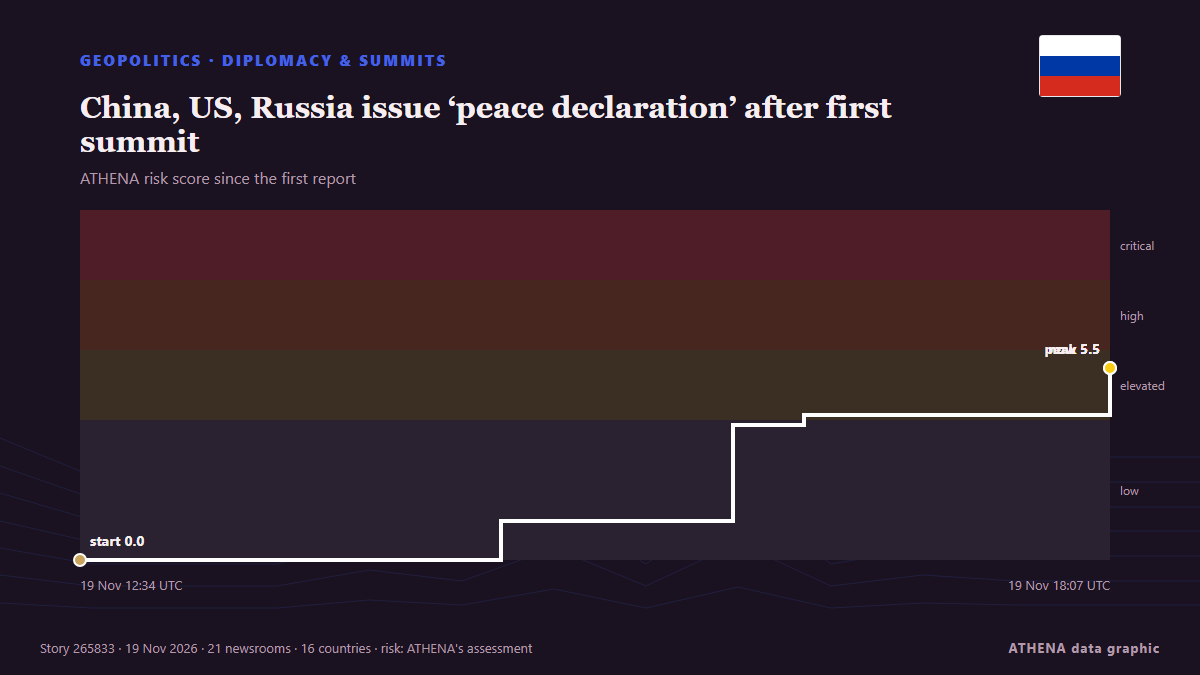 GEOPOLITICS · DIPLOMACY & SUMMITS
China, US, Russia issue ‘peace declaration’ after first
summit
ATHENA risk score since the first report
critical
high
peak 5.5
elevated
low
start 0.0
19 Nov 12:34 UTC
19 Nov 18:07 UTC
Story 265833 · 19 Nov 2026 · 21 newsrooms · 16 countries · risk: ATHENA's assessment
ATHENA data graphic